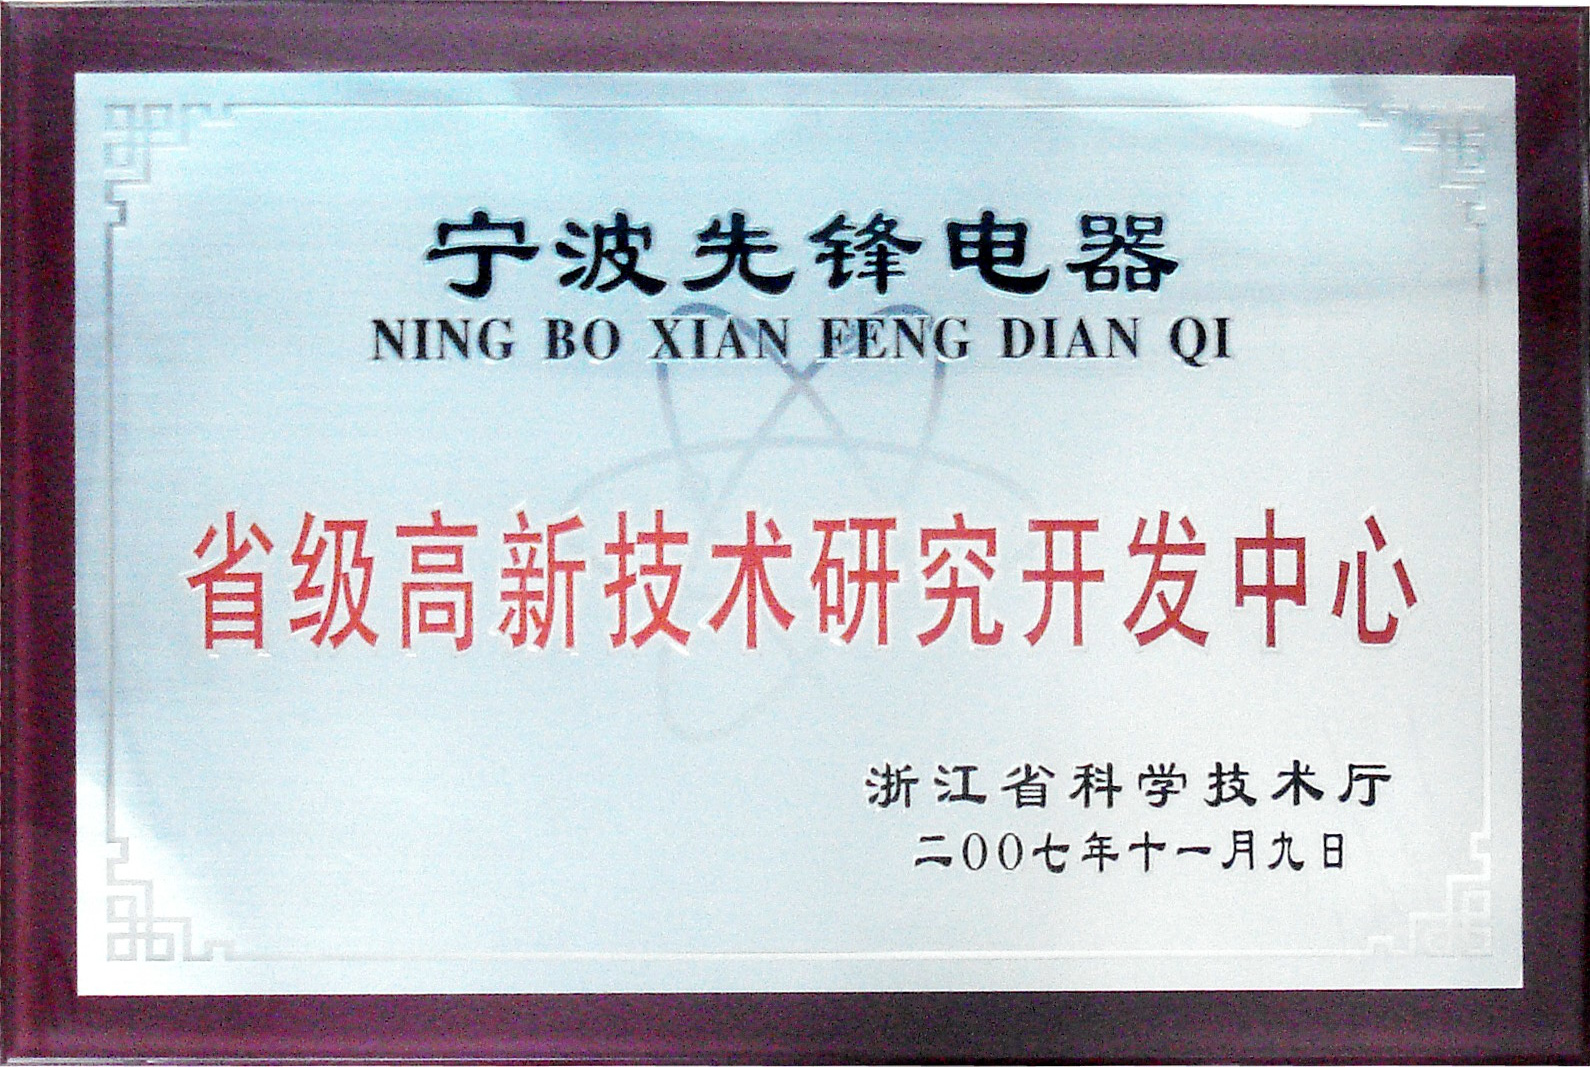 宁波先锋电器
NING BO XIAN FENG DIAN QI
省级高新技术研究开发中心
浙江省科学技术厅
二00七年十一月九日